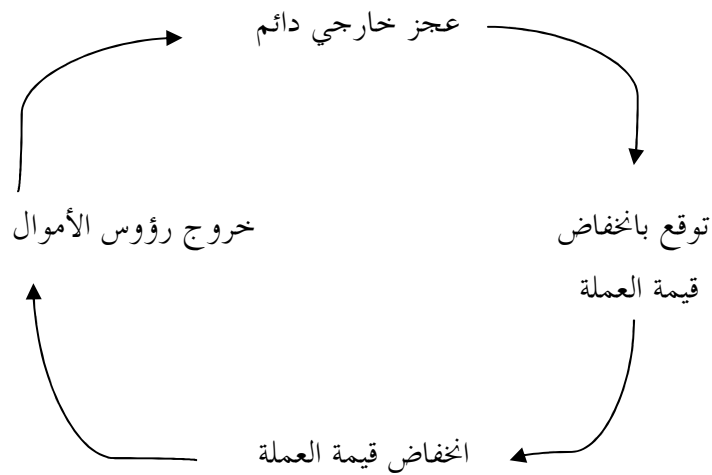 عجز خارجي دائم
توقع بانخفاض
قيمة العملة
انخفاض قيمة العملة
خروج رؤوس الأموال